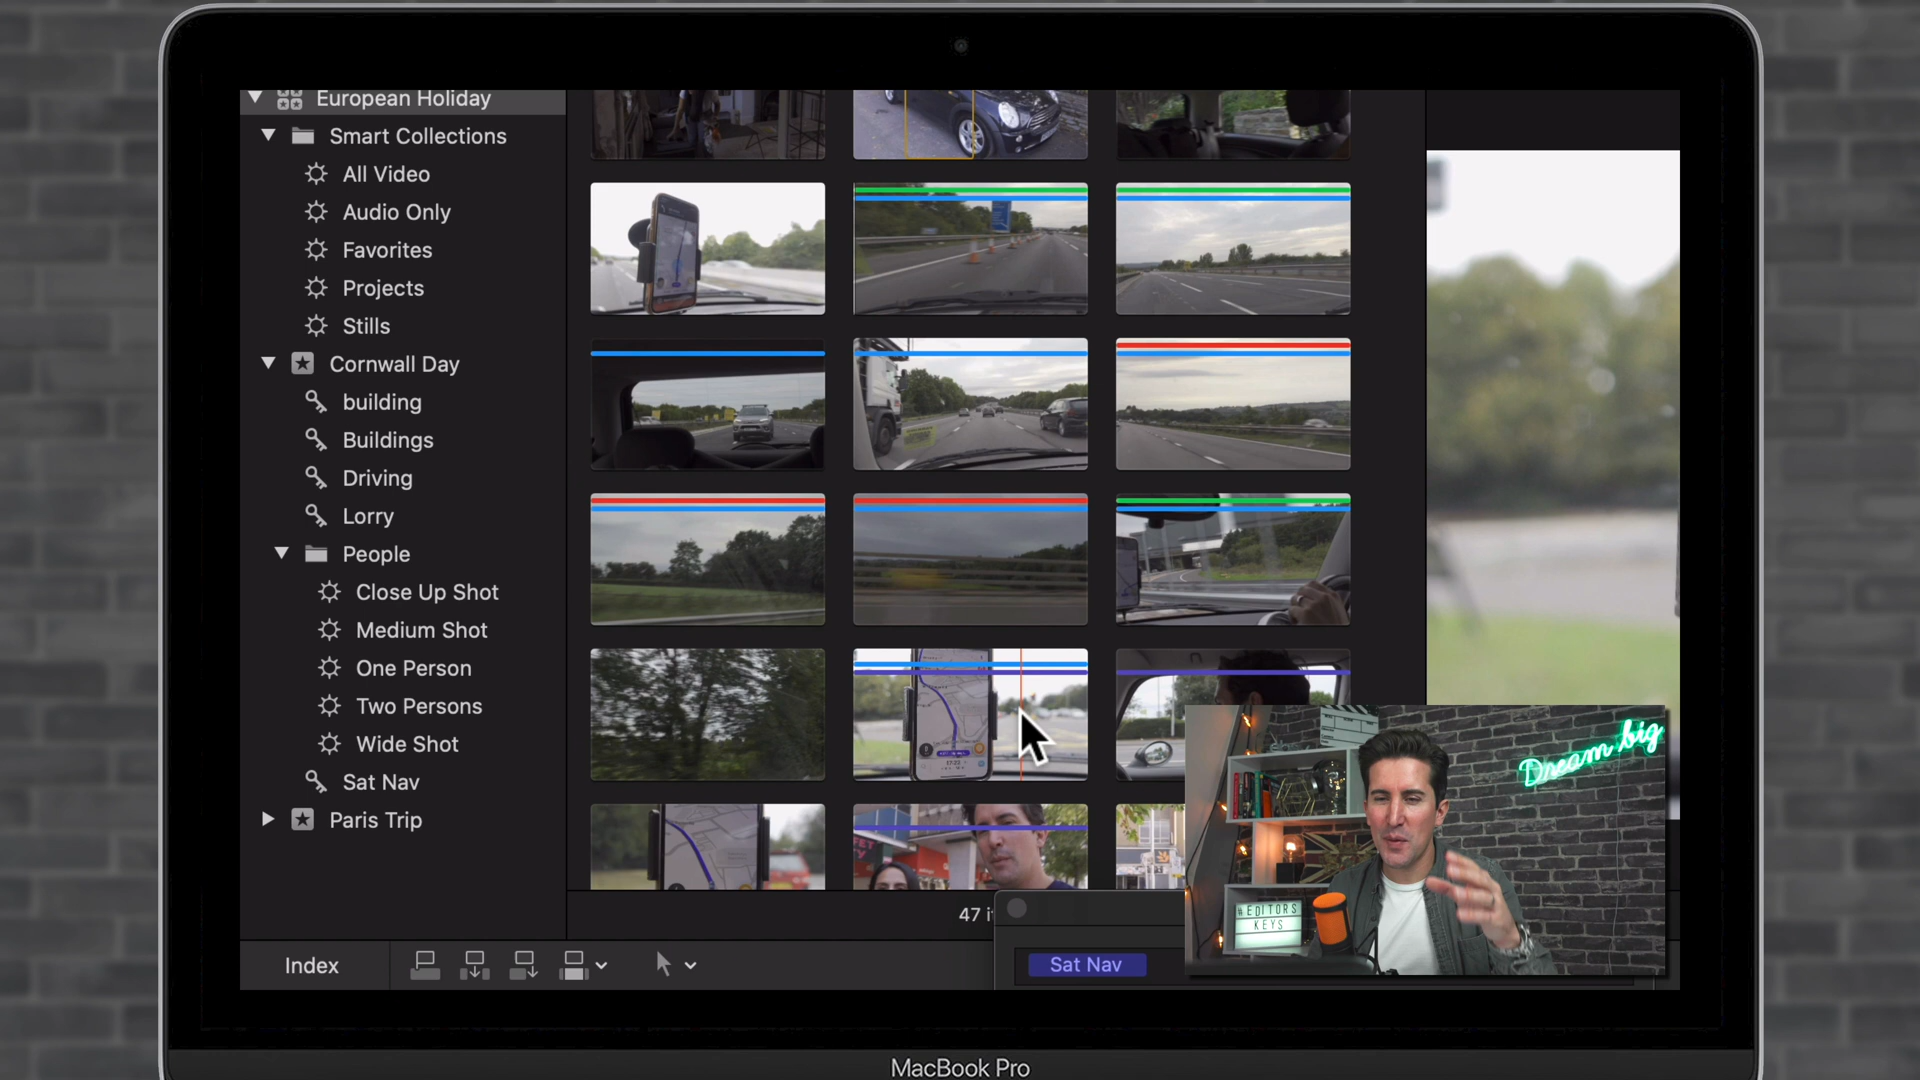 European Holiday
Smart Collections
All Video
Audio Only
Favorites
Projects
Stills
Cornwall Day
building
Buildings
Driving
Lorry
People
Close Up Shot
Medium Shot
One Person
Two Persons
Wide Shot
Sat Nav
Paris Trip
47
Index
Sat Nav
Dream big
#EDITORS
KEYS
MacBook Pro